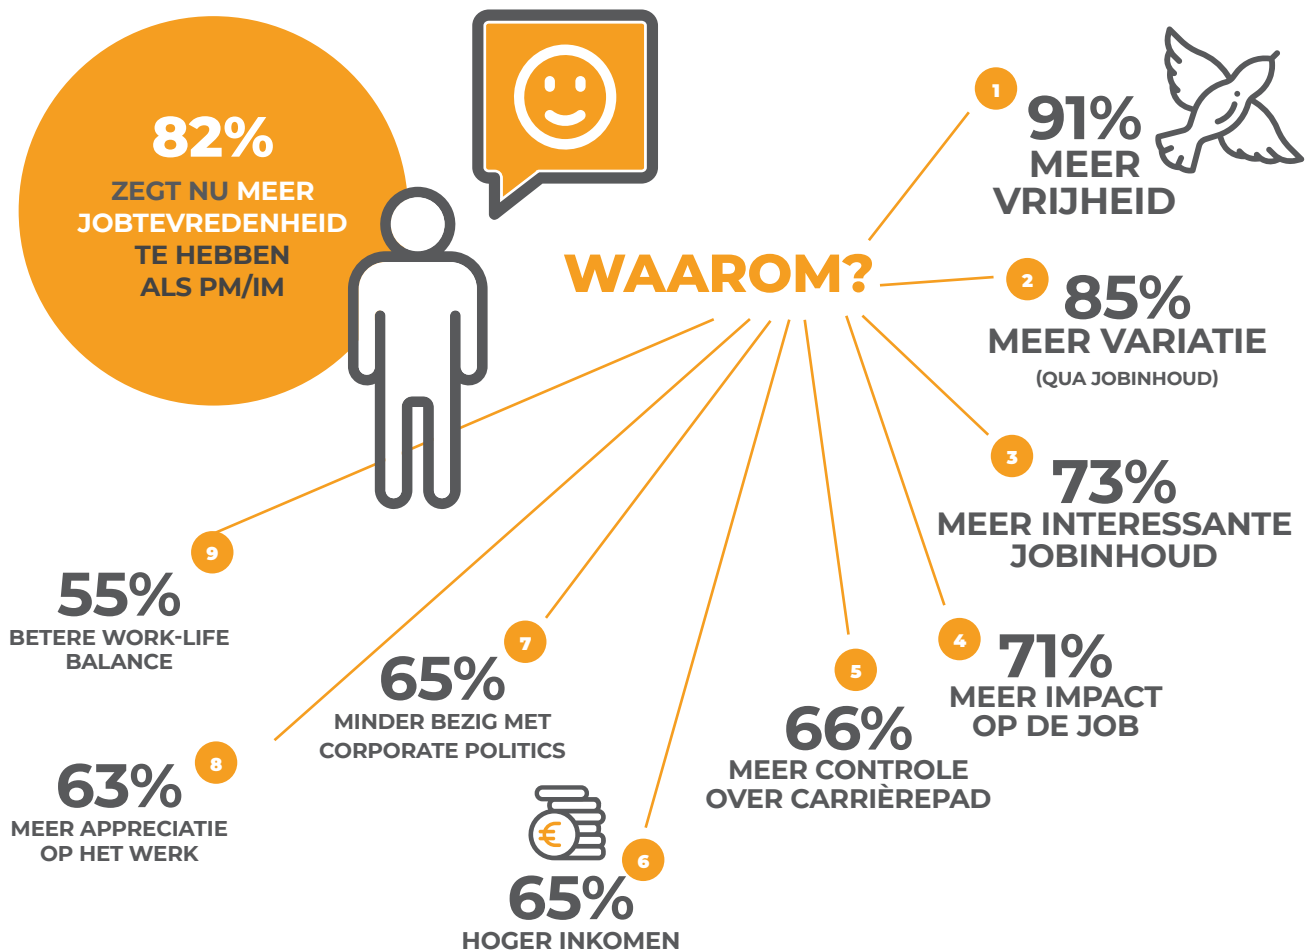 82%
ZEGT NU MEER
JOBTEVREDENHEID
TE HEBBEN
ALS PM/IM
WAAROM?
1
91%
MEER
VRIJHEID
2
85%
MEER VARIATIE
(QUA JOBINHOUD)
3
73%
MEER INTERESSANTE
JOBINHOUD
4
71%
MEER IMPACT
OP DE JOB
5
66%
MEER CONTROLE
OVER CARRIÈREPAD
€
6
65%
HOGER INKOMEN
7
65%
MINDER BEZIG MET
CORPORATE POLITICS
8
63%
MEER APPRECIATIE
OP HET WERK
9
55%
BETERE WORK-LIFE
BALANCE